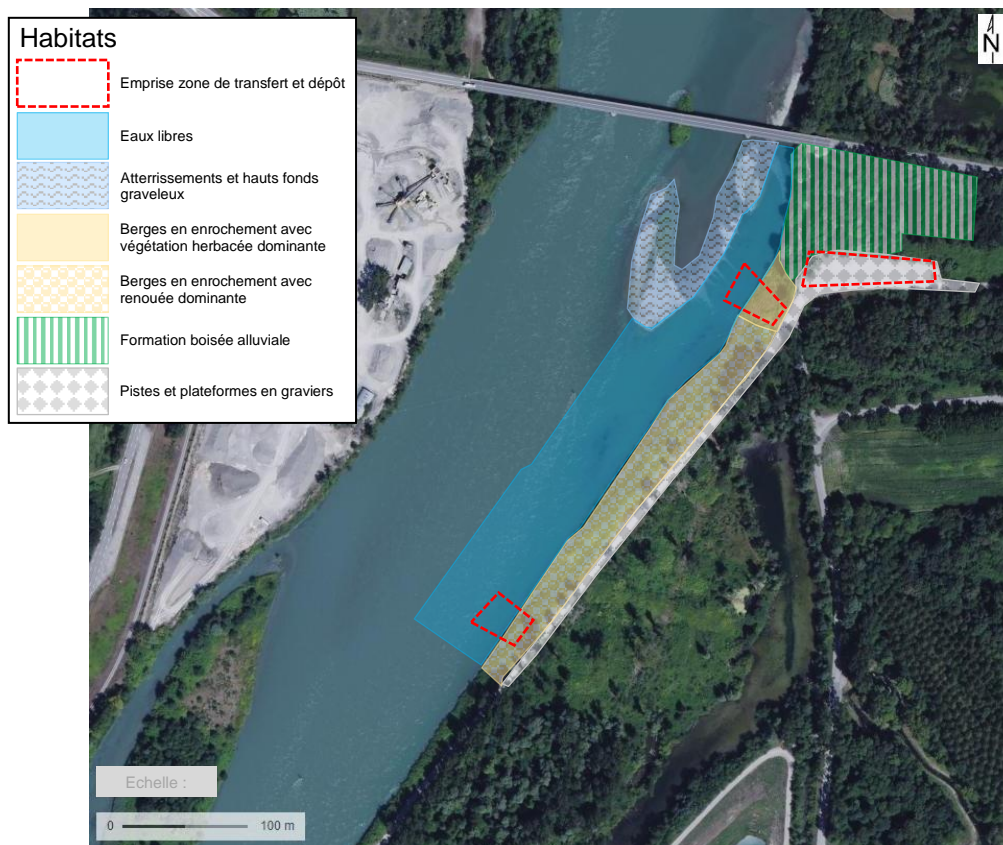 Habitats
Emprise zone de transfert et dépôt
Eaux libres
Atterrissements et hauts fonds
graveleux
Berges en enrochement avec
végétation herbacée dominante
Berges en enrochement avec
renouée dominante
Formation boisée alluviale
Pistes et plateformes en graviers
N
Echelle :
0 100 m